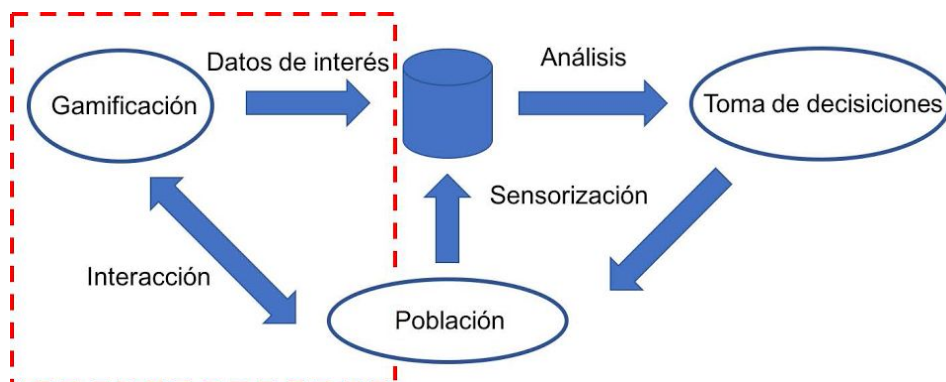 Datos de interés
Análisis
Gamificación
Toma de decisiciones
Sensorización
Interacción
Población